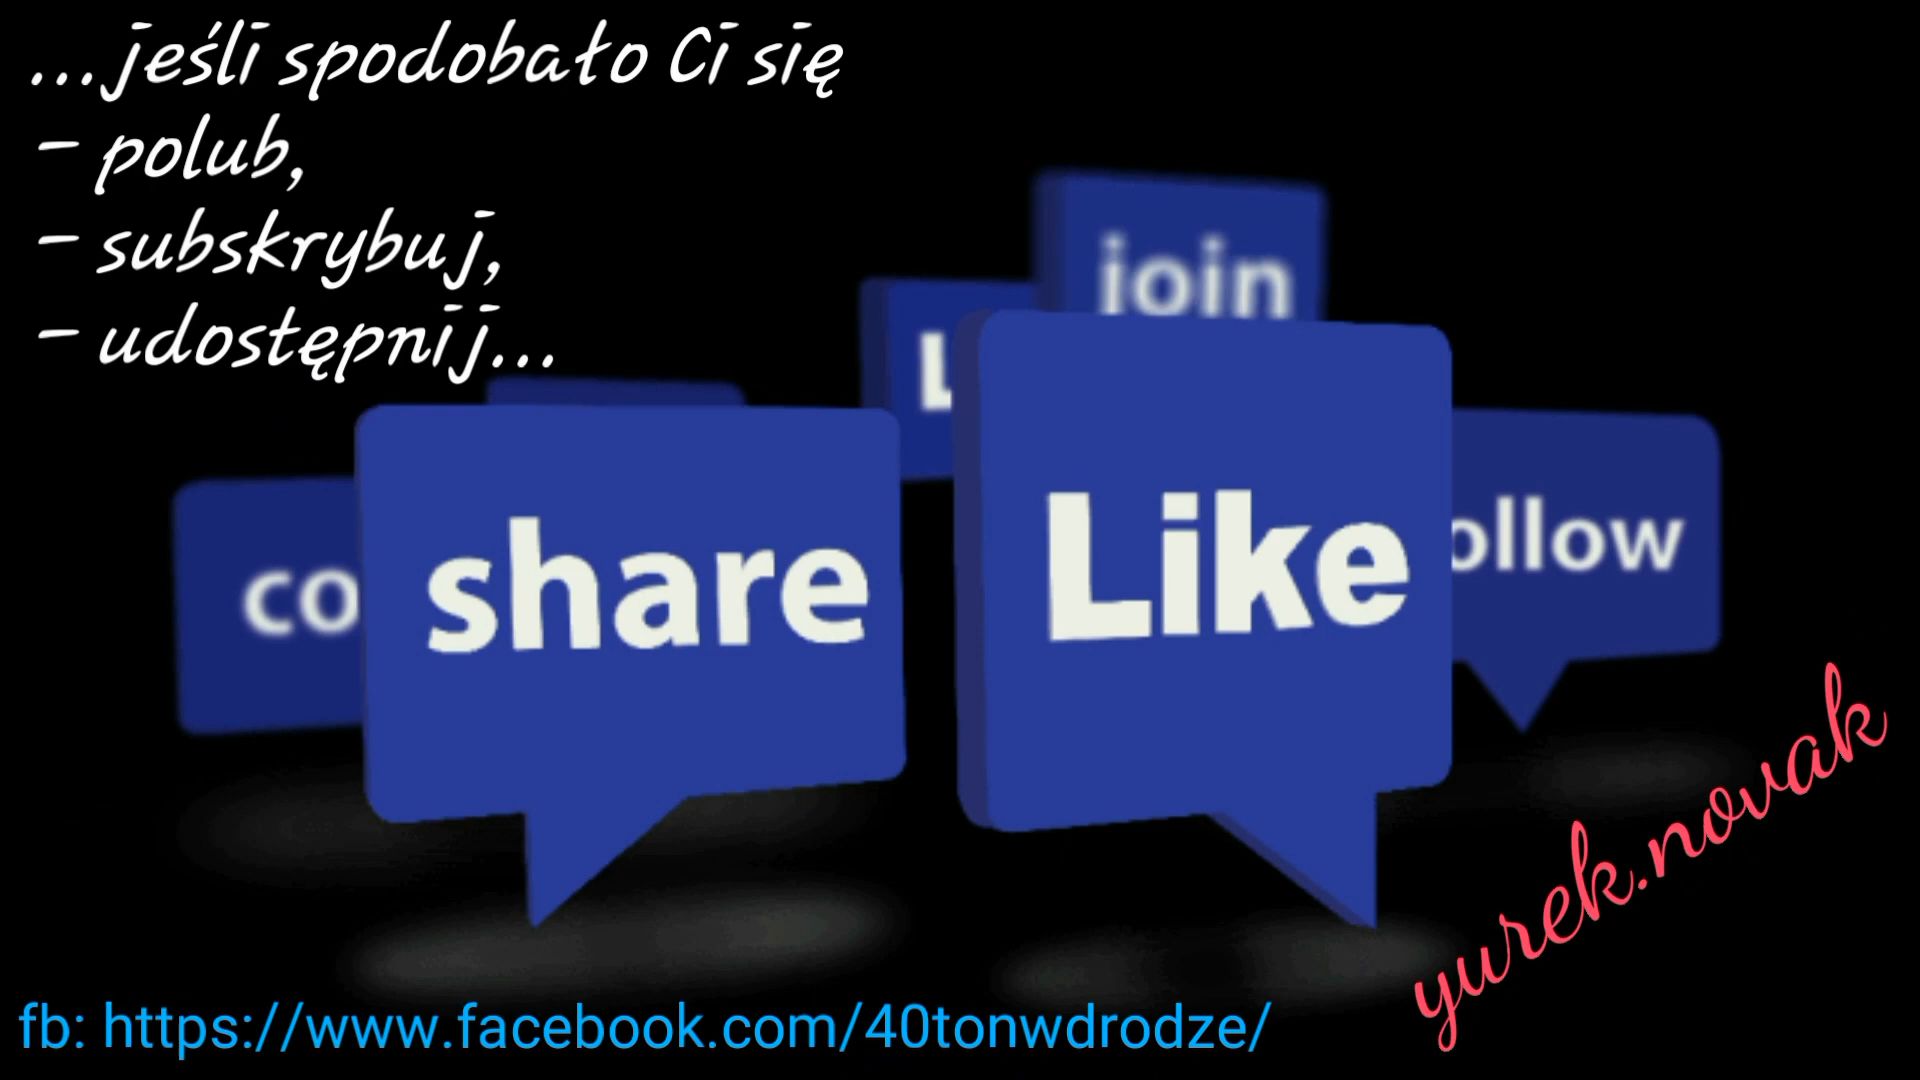 ...jeśli spodobało Ci się
- polub,
- subskrybuj,
- udostępnij...
join
L
share
Like
co
ollow
yurek.novak
fb: https://www.facebook.com/40tonwdrodze/